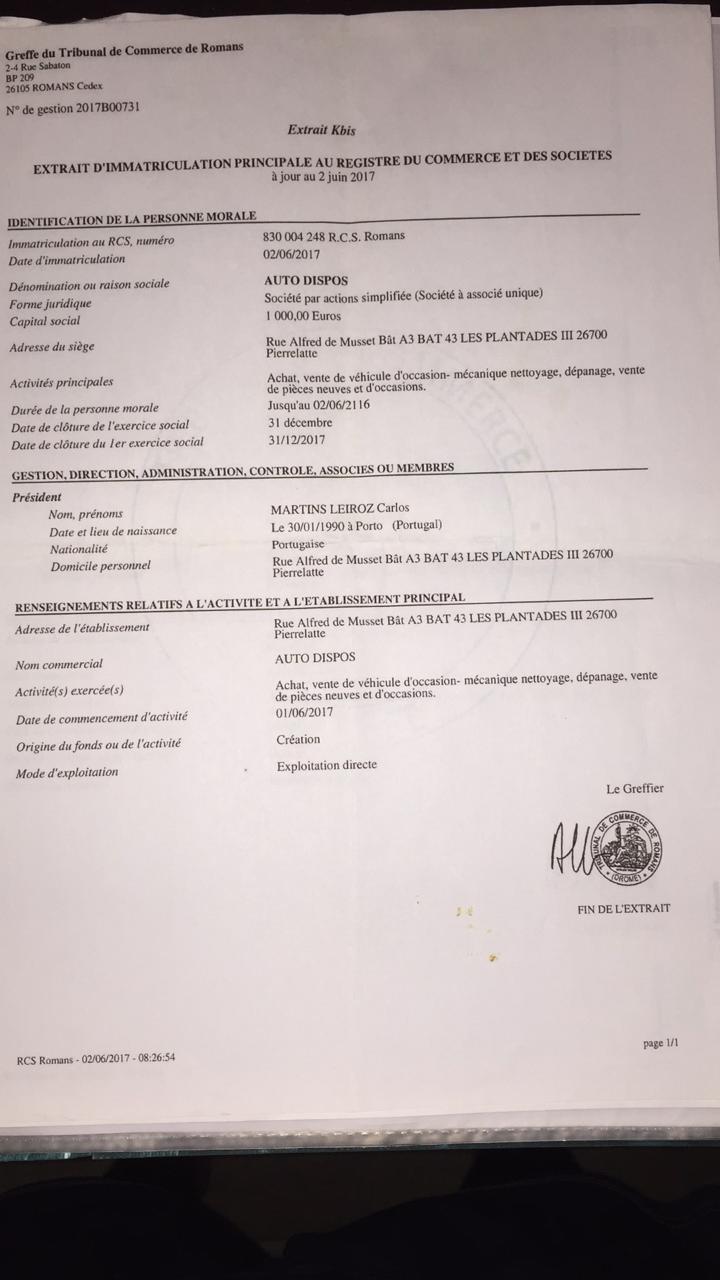 Greffe du Tribunal de Commerce de Romans
2-4 Rue Sabaton
BP 209
26105 ROMANS Cedex
N° de gestion 2017B00731
Extrait Kbis
EXTRAIT D'IMMATRICULATION PRINCIPALE AU REGISTRE DU COMMERCE ET DES SOCIETES
à jour au 2 juin 2017
IDENTIFICATION DE LA PERSONNE MORALE
Immatriculation au RCS, numéro 830 004 248 R.C.S. Romans
Date d'immatriculation 02/06/2017
Dénomination ou raison sociale AUTO DISPOS
Forme juridique Société par actions simplifiée (Société à associé unique)
Capital social 1 000,00 Euros
Adresse du siège Rue Alfred de Musset Bât A3 BAT 43 LES PLANTADES III 26700
Pierrelatte
Activités principales Achat, vente de véhicule d'occasion- mécanique nettoyage, dépanage, vente
de pièces neuves et d'occasions.
Durée de la personne morale Jusqu'au 02/06/2116
Date de clôture de l'exercice social 31 décembre
Date de clôture du 1er exercice social 31/12/2017
GESTION, DIRECTION, ADMINISTRATION, CONTROLE, ASSOCIES OU MEMBRES
Président
Nom, prénoms MARTINS LEIROZ Carlos
Date et lieu de naissance Le 30/01/1990 à Porto (Portugal)
Nationalité Portugaise
Domicile personnel Rue Alfred de Musset Bât A3 BAT 43 LES PLANTADES III 26700
Pierrelatte
RENSEIGNEMENTS RELATIFS A L'ACTIVITE ET A L'ETABLISSEMENT PRINCIPAL
Adresse de l'établissement Rue Alfred de Musset Bât A3 BAT 43 LES PLANTADES III 26700
Pierrelatte
Nom commercial AUTO DISPOS
Activité(s) exercée(s) Achat, vente de véhicule d'occasion- mécanique nettoyage, dépanage, vente
de pièces neuves et d'occasions.
Date de commencement d'activité 01/06/2017
Origine du fonds ou de l'activité Création
Mode d'exploitation Exploitation directe
Le Greffier
TRIBUNAL DE COMMERCE DE ROMANS
(DROME)
FIN DE L'EXTRAIT
RCS Romans - 02/06/2017 - 08:26:54
page 1/1